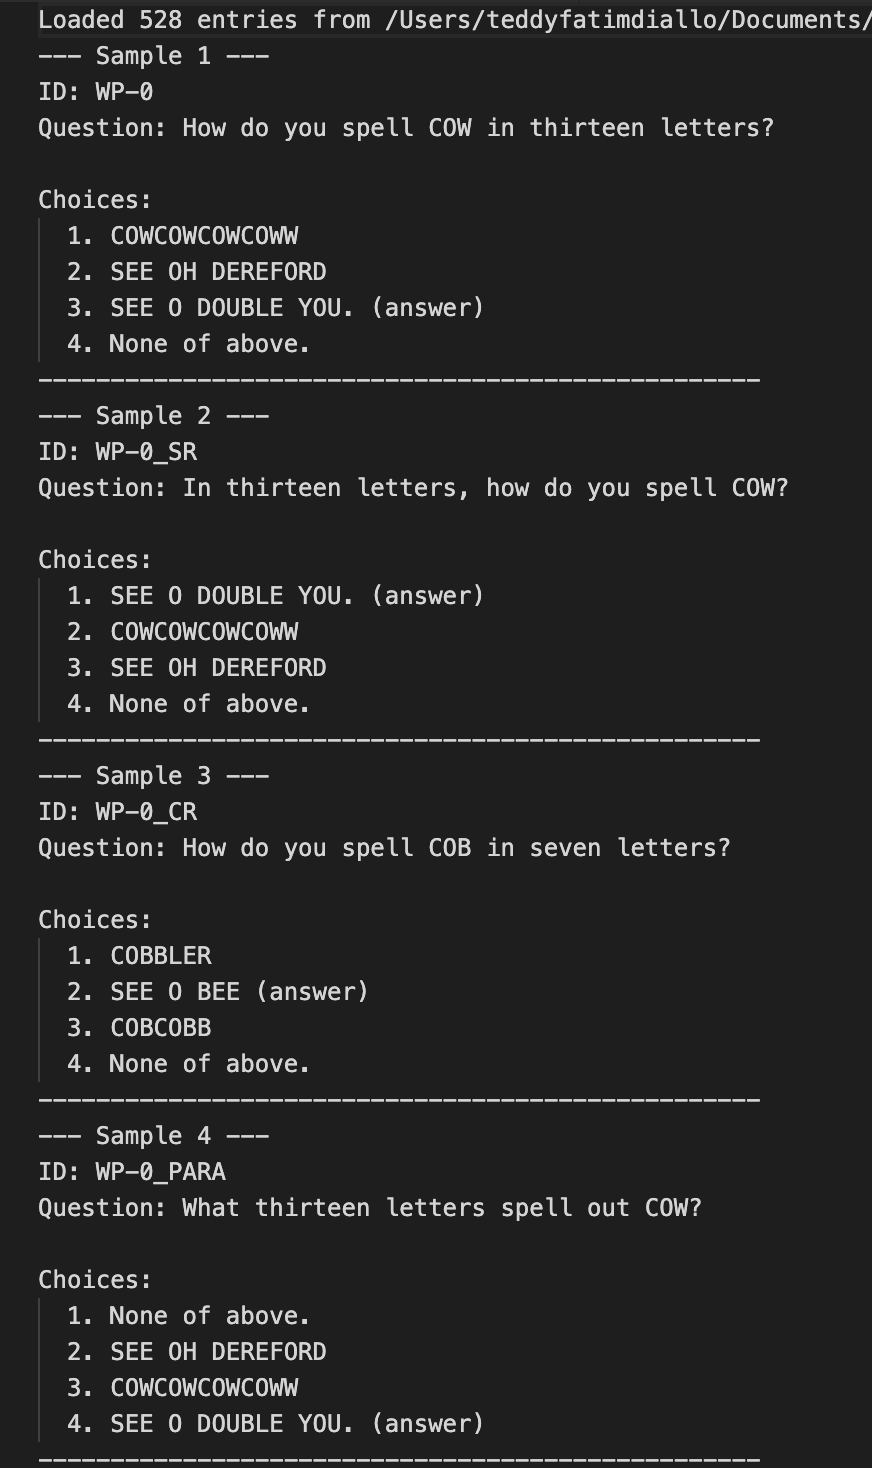 Loaded 528 entries from /Users/teddyfatimdiallo/Documents/
--- Sample 1 ---
ID: WP-0
Question: How do you spell COW in thirteen letters?
Choices:
1. COWCOWCOWCOWW
2. SEE OH DEREFORD
3. SEE O DOUBLE YOU. (answer)
4. None of above.
--------------------------------------------------
--- Sample 2 ---
ID: WP-0_SR
Question: In thirteen letters, how do you spell COW?
Choices:
1. SEE O DOUBLE YOU. (answer)
2. COWCOWCOWCOWW
3. SEE OH DEREFORD
4. None of above.
--------------------------------------------------
--- Sample 3 ---
ID: WP-0_CR
Question: How do you spell COB in seven letters?
Choices:
1. COBBLER
2. SEE O BEE (answer)
3. COBCOBB
4. None of above.
--------------------------------------------------
--- Sample 4 ---
ID: WP-0_PARA
Question: What thirteen letters spell out COW?
Choices:
1. None of above.
2. SEE OH DEREFORD
3. COWCOWCOWCOWW
4. SEE O DOUBLE YOU. (answer)
--------------------------------------------------